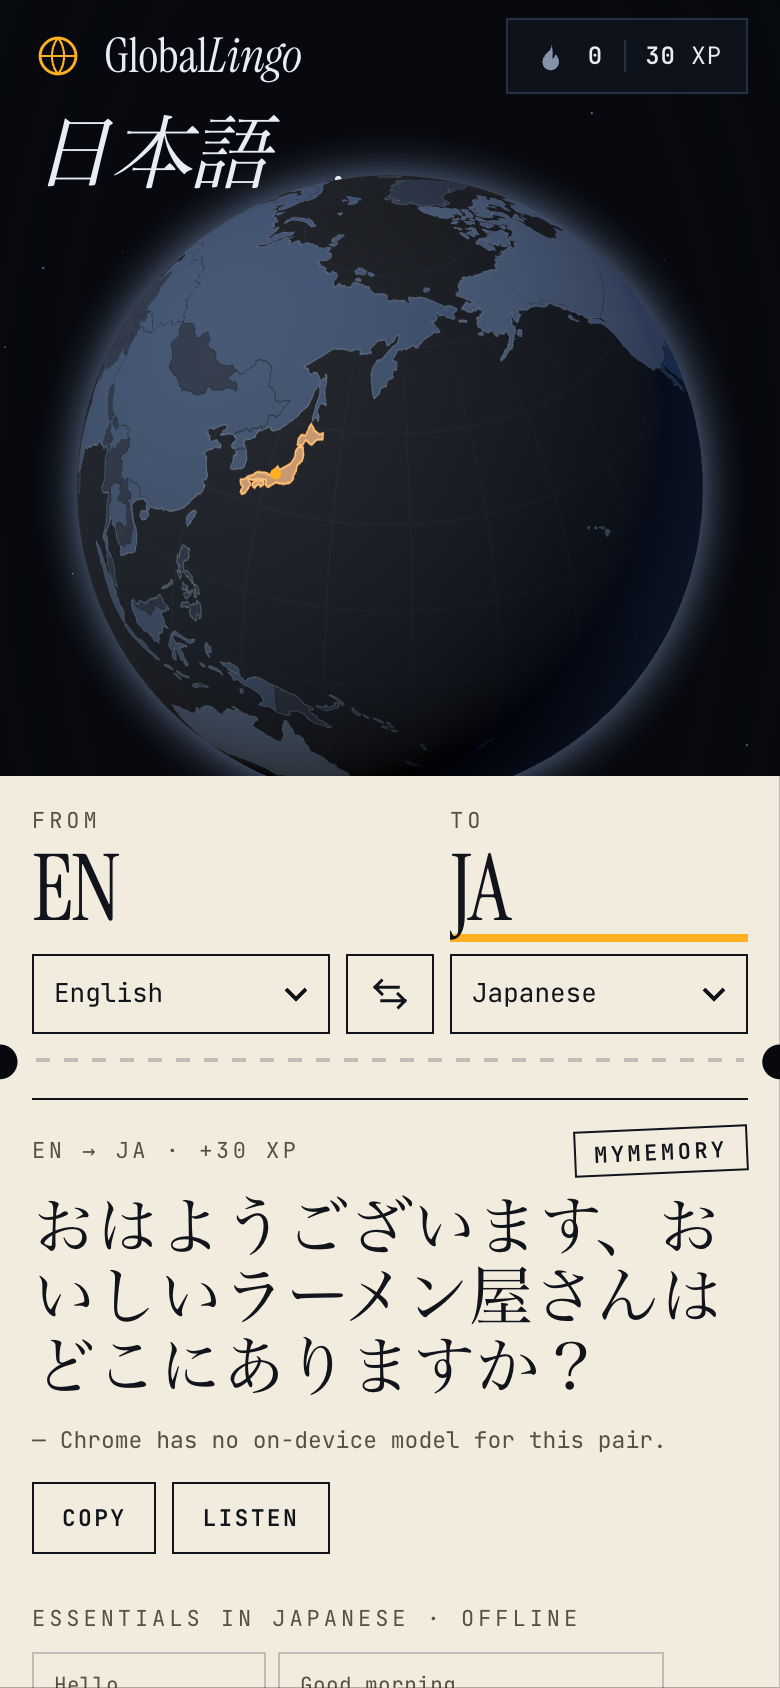 GlobalLingo
0 30 XP
日本語
FROM
TO
EN
JA
English
Japanese
EN → JA · +30 XP
MYMEMORY
おはようございます、お
いしいラーメン屋さんは
どこにありますか？
— Chrome has no on-device model for this pair.
COPY
LISTEN
ESSENTIALS IN JAPANESE · OFFLINE
Hello
Good morning